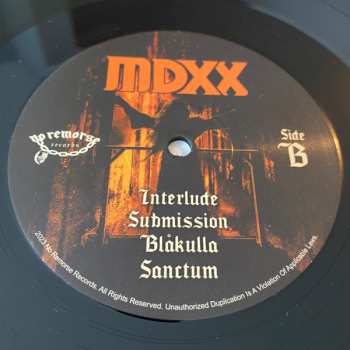 MDXX
no remorse
records
Side
B
Interlude
Submission
Blåkulla
Sanctum
2023 No Remorse Records. All Rights Reserved. Unauthorized Duplication Is A Violation Of Applicable Laws.